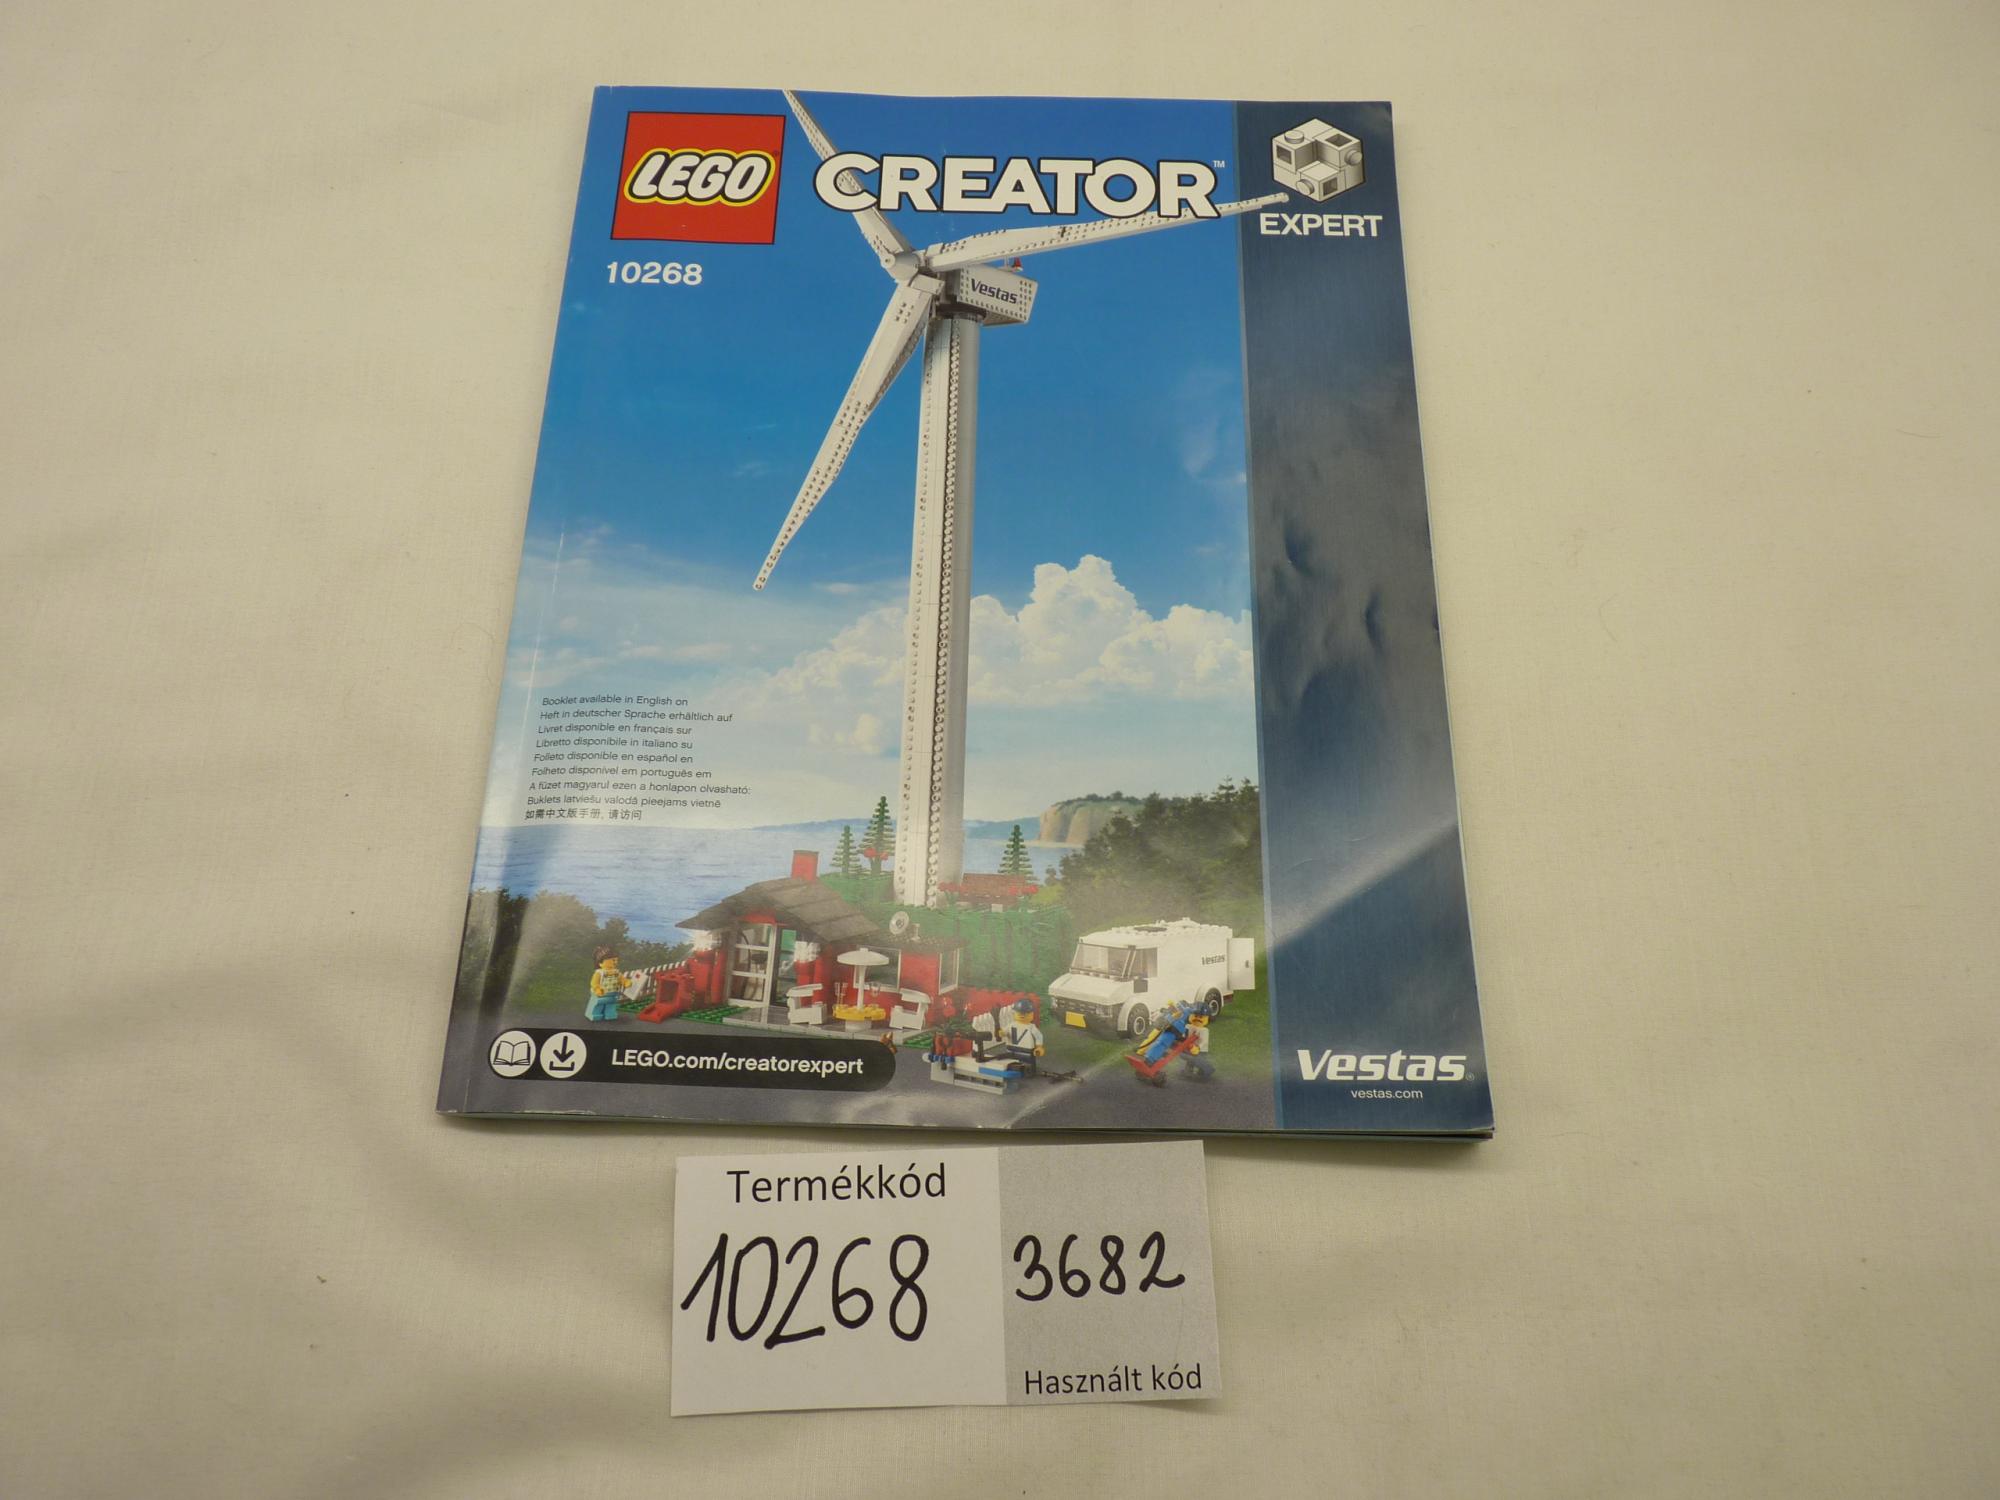 LEGO
CREATOR™
EXPERT
10268
Vestas
Booklet available in English on
Heft in deutscher Sprache erhältlich auf
Livret disponible en français sur
Libretto disponibile in italiano su
Folleto disponible en español en
Folheto disponível em português em
A füzet magyarul ezen a honlapon olvasható:
Buklets latviešu valodā pieejams vietnē
如需中文版手册, 请访问
Vestas
LEGO.com/creatorexpert
Vestas®
vestas.com
Termékkód
10268
3682
Használt kód